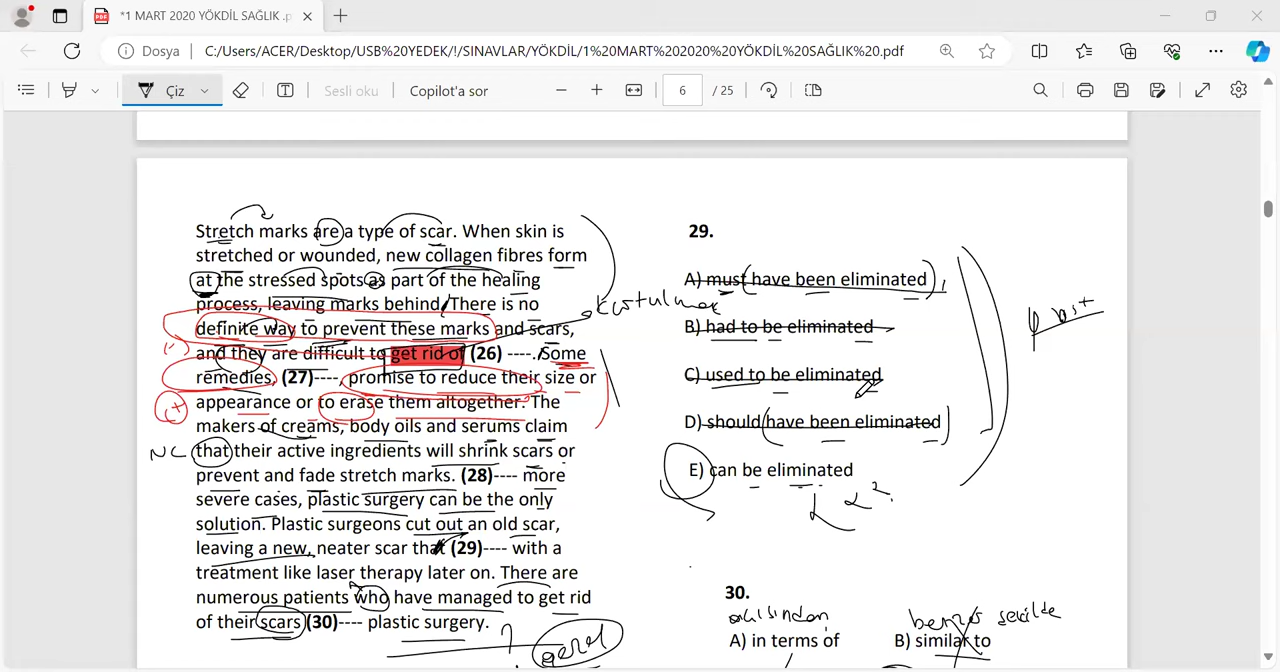 *1 MART 2020 YÖKDİL SAĞLIK .p
Dosya C:/Users/ACER/Desktop/USB%20YEDEK/!/SINAVLAR/YÖKDİL/1%20MART%202020%20YÖKDİL%20SAĞLIK%20.pdf
Çiz Sesli oku Copilot'a sor 6 / 25
Stretch marks are a type of scar. When skin is
stretched or wounded, new collagen fibres form
at the stressed spots as part of the healing
process, leaving marks behind. There is no
definite way to prevent these marks and scars,
and they are difficult to get rid of (26) ----. Some
remedies, (27)----, promise to reduce their size or
appearance or to erase them altogether. The
makers of creams, body oils and serums claim
that their active ingredients will shrink scars or
prevent and fade stretch marks. (28)---- more
severe cases, plastic surgery can be the only
solution. Plastic surgeons cut out an old scar,
leaving a new, neater scar that (29)---- with a
treatment like laser therapy later on. There are
numerous patients who have managed to get rid
of their scars (30)---- plastic surgery.
kurtulmak
(-)
(+)
NC
29.
A) must have been eliminated
B) had to be eliminated
C) used to be eliminated
D) should have been eliminated
E) can be eliminated
30.
açısından
A) in terms of
benzer şekilde
B) similar to